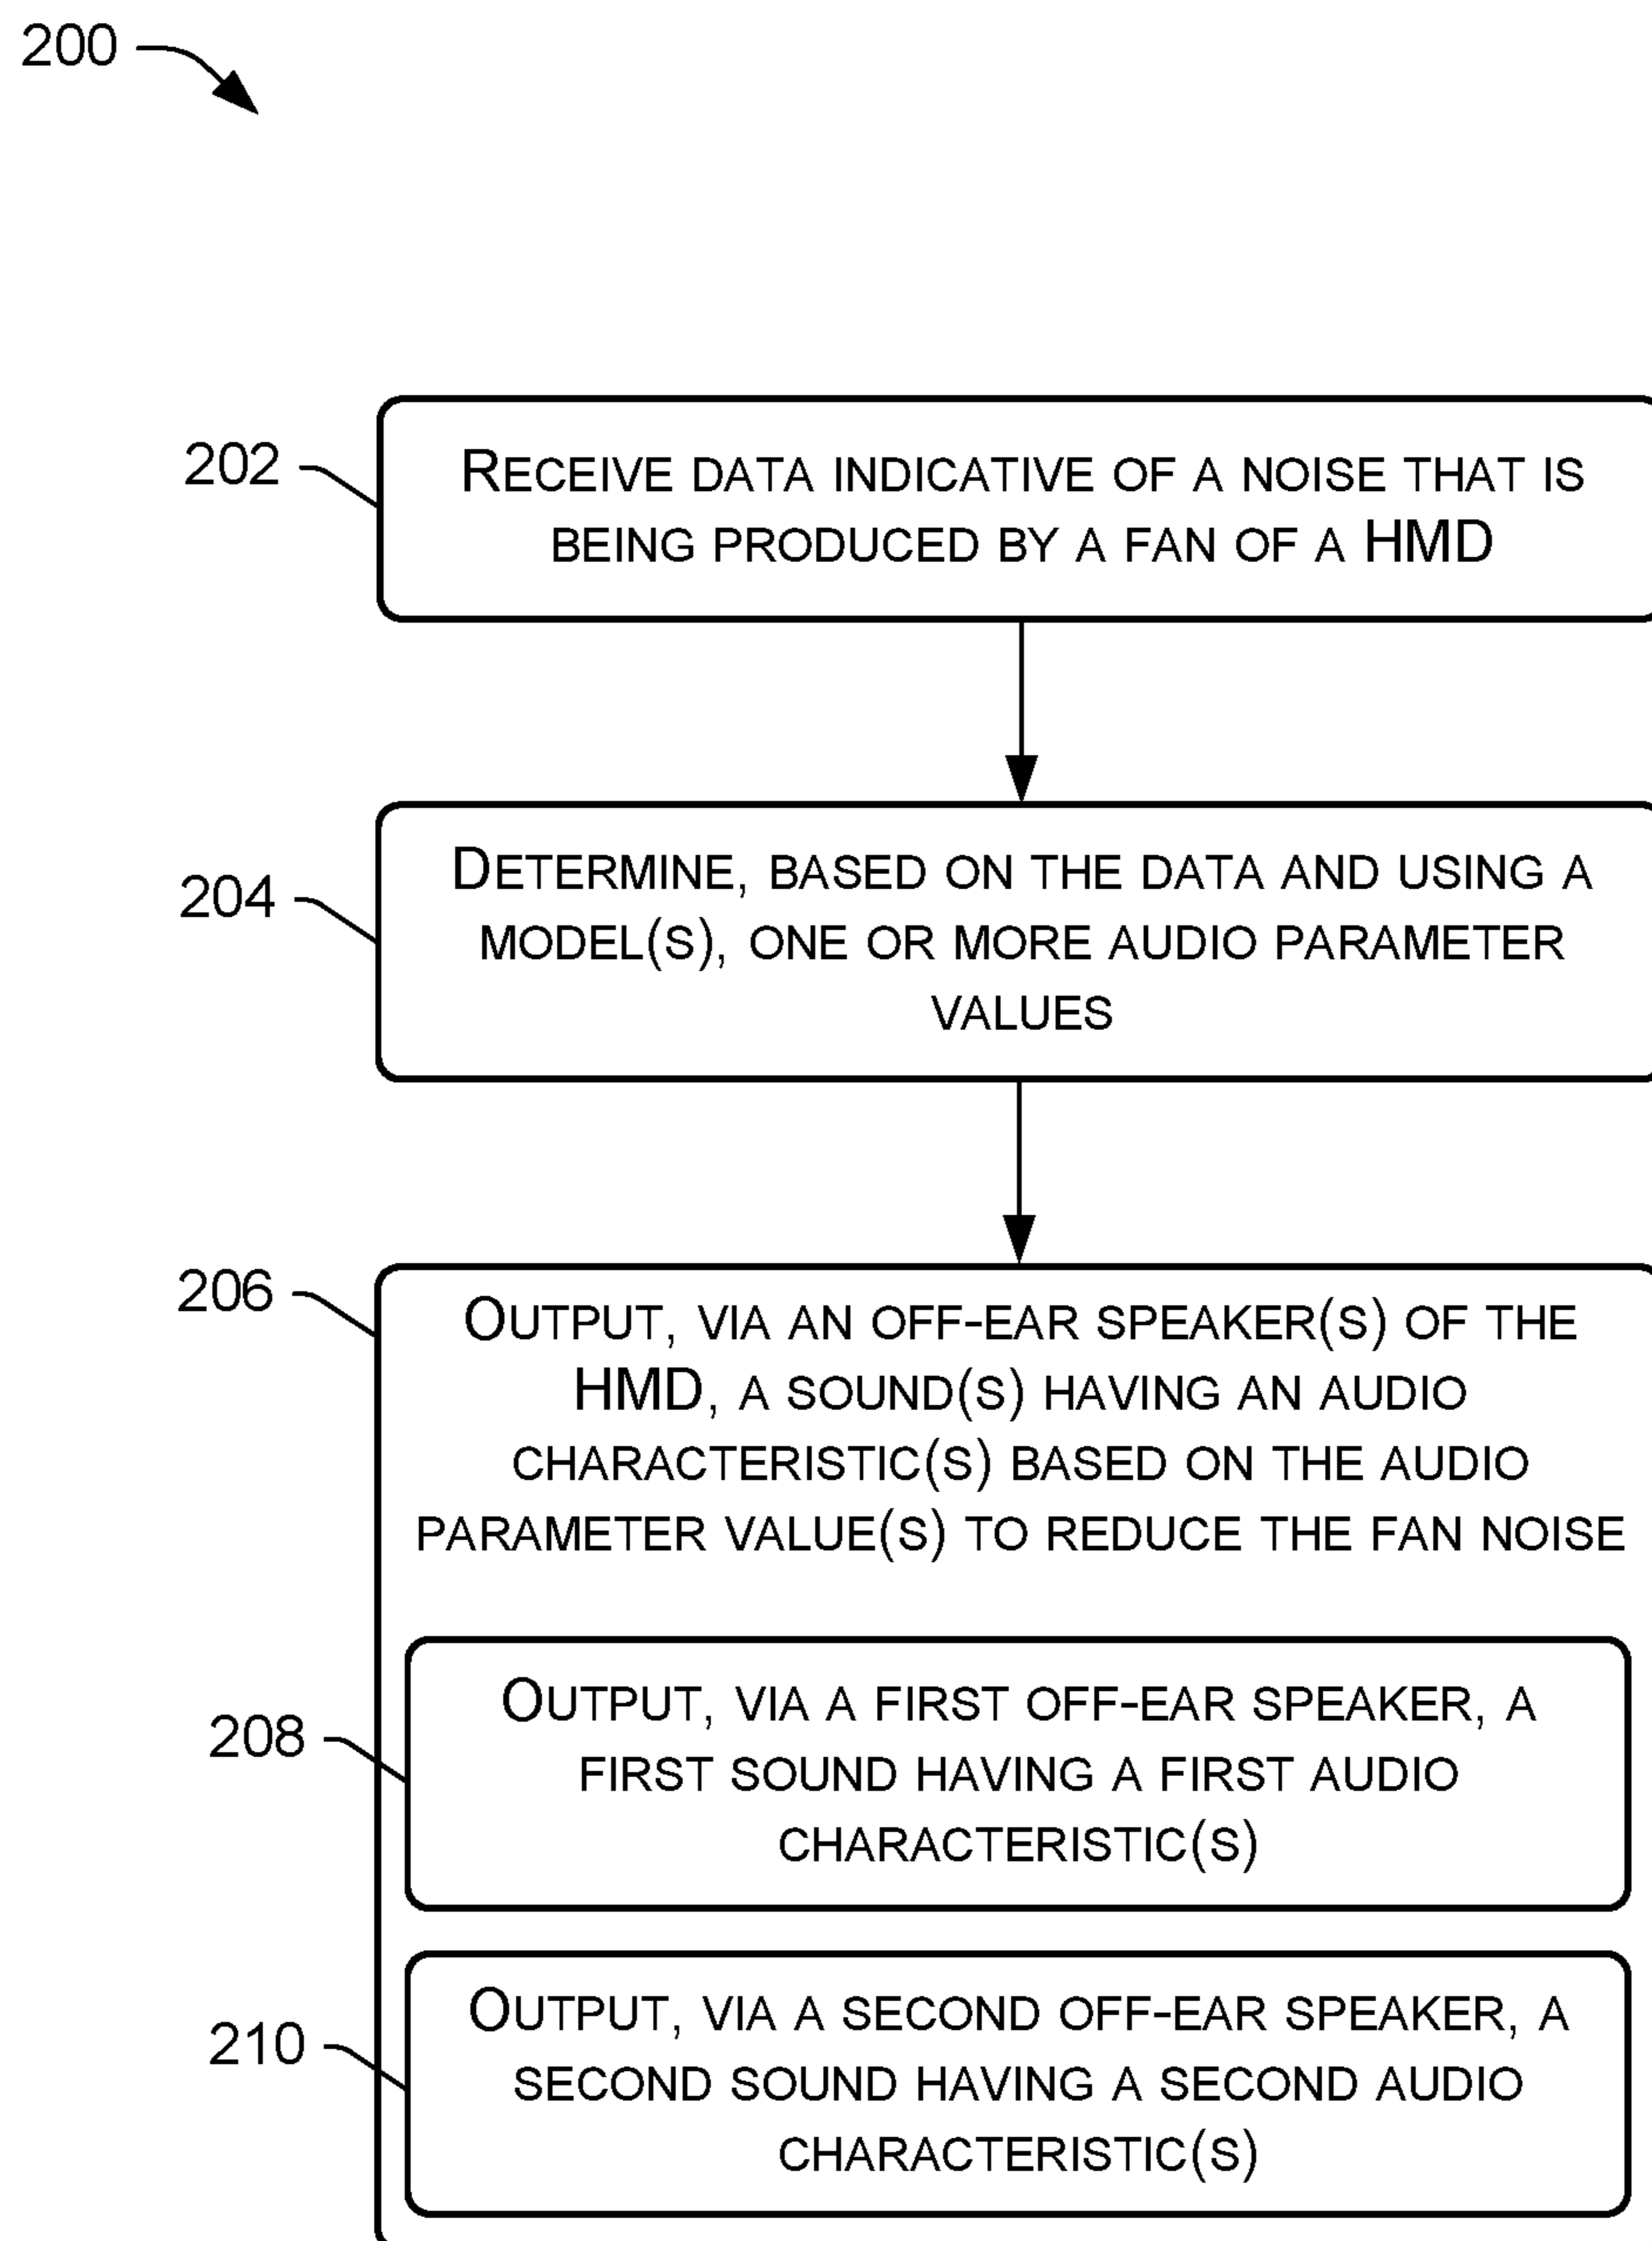 200
202
RECEIVE DATA INDICATIVE OF A NOISE THAT IS
BEING PRODUCED BY A FAN OF A HMD
204
DETERMINE, BASED ON THE DATA AND USING A
MODEL(S), ONE OR MORE AUDIO PARAMETER
VALUES
206
OUTPUT, VIA AN OFF-EAR SPEAKER(S) OF THE
HMD, A SOUND(S) HAVING AN AUDIO
CHARACTERISTIC(S) BASED ON THE AUDIO
PARAMETER VALUE(S) TO REDUCE THE FAN NOISE
208
OUTPUT, VIA A FIRST OFF-EAR SPEAKER, A
FIRST SOUND HAVING A FIRST AUDIO
CHARACTERISTIC(S)
210
OUTPUT, VIA A SECOND OFF-EAR SPEAKER, A
SECOND SOUND HAVING A SECOND AUDIO
CHARACTERISTIC(S)